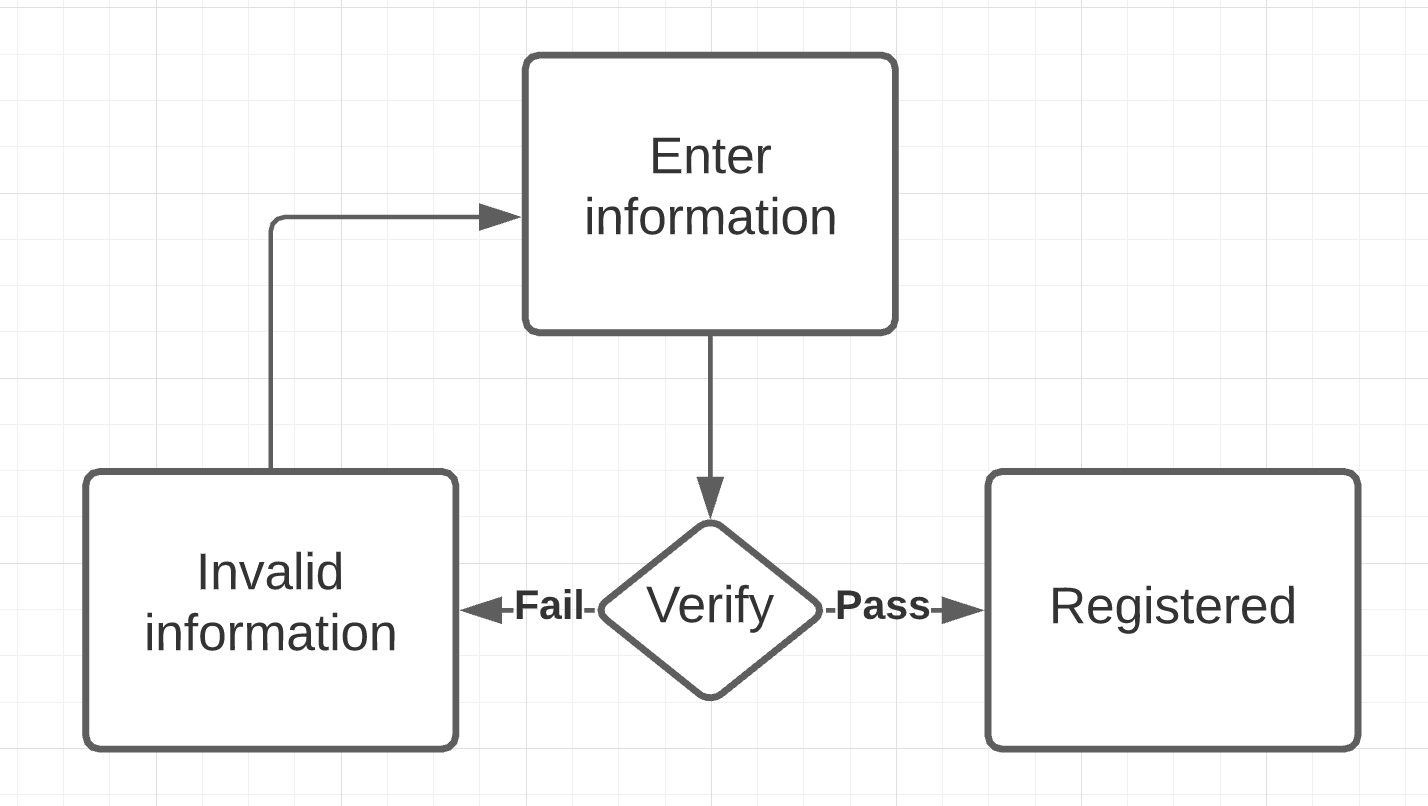 Enter
information
Invalid
information
Fail
Verify
Pass
Registered